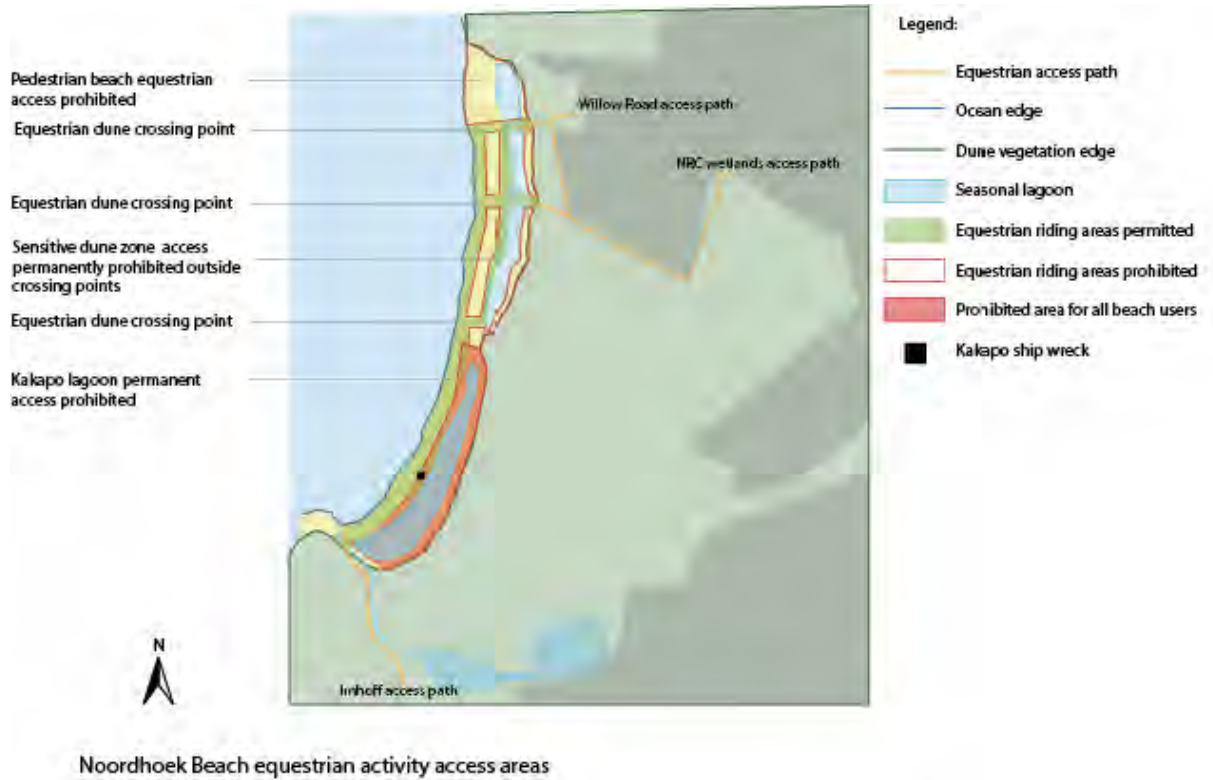 Legend:
Pedestrian beach equestrian
access prohibited
Equestrian dune crossing point
Equestrian dune crossing point
Sensitive dune zone access
permanently prohibited outside
crossing points
Equestrian dune crossing point
Kakapo lagoon permanent
access prohibited
Willow Road access path
NRC wetlands access path
Imhoff access path
Equestrian access path
Ocean edge
Dune vegetation edge
Seasonal lagoon
Equestrian riding areas permitted
Equestrian riding areas prohibited
Prohibited area for all beach users
Kakapo ship wreck
N
Noordhoek Beach equestrian activity access areas